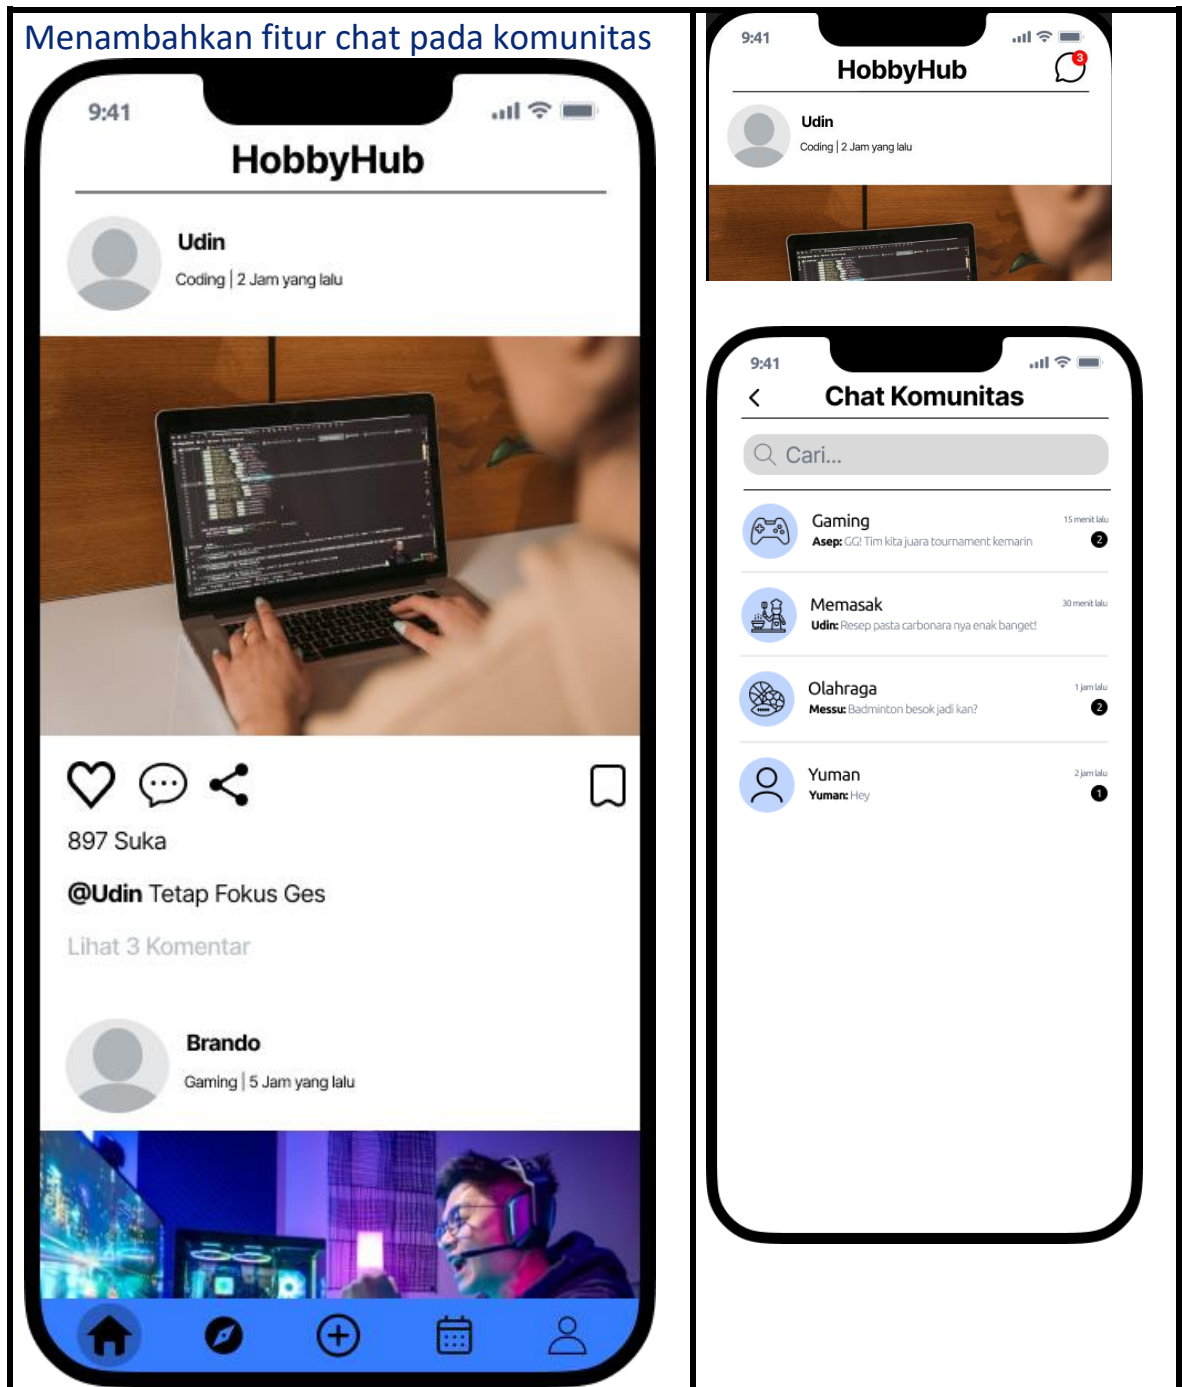 Menambahkan fitur chat pada komunitas
9:41
HobbyHub
Udin
Coding | 2 Jam yang lalu
897 Suka
@Udin Tetap Fokus Ges
Lihat 3 Komentar
Brando
Gaming | 5 Jam yang lalu
9:41
HobbyHub
3
Udin
Coding | 2 Jam yang lalu
9:41
Chat Komunitas
Cari...
Gaming
15 menit lalu
Asep: GG! Tim kita juara tournament kemarin
2
Memasak
30 menit lalu
Udin: Resep pasta carbonara nya enak banget!
Olahraga
1 jam lalu
Messu: Badminton besok jadi kan?
2
Yuman
2 jam lalu
Yuman: Hey
1